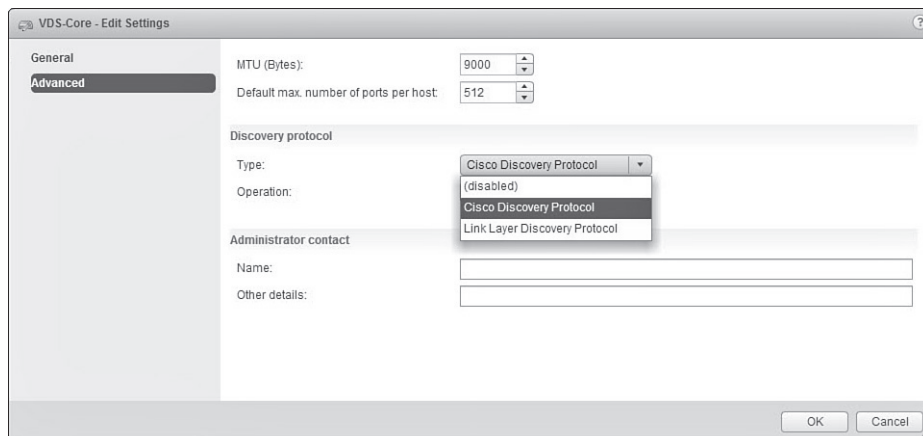 VDS-Core - Edit Settings
?
General
Advanced
MTU (Bytes):
9000
Default max. number of ports per host:
512
Discovery protocol
Type:
Cisco Discovery Protocol
Operation:
(disabled)
Cisco Discovery Protocol
Link Layer Discovery Protocol
Administrator contact
Name:
Other details:
OK
Cancel